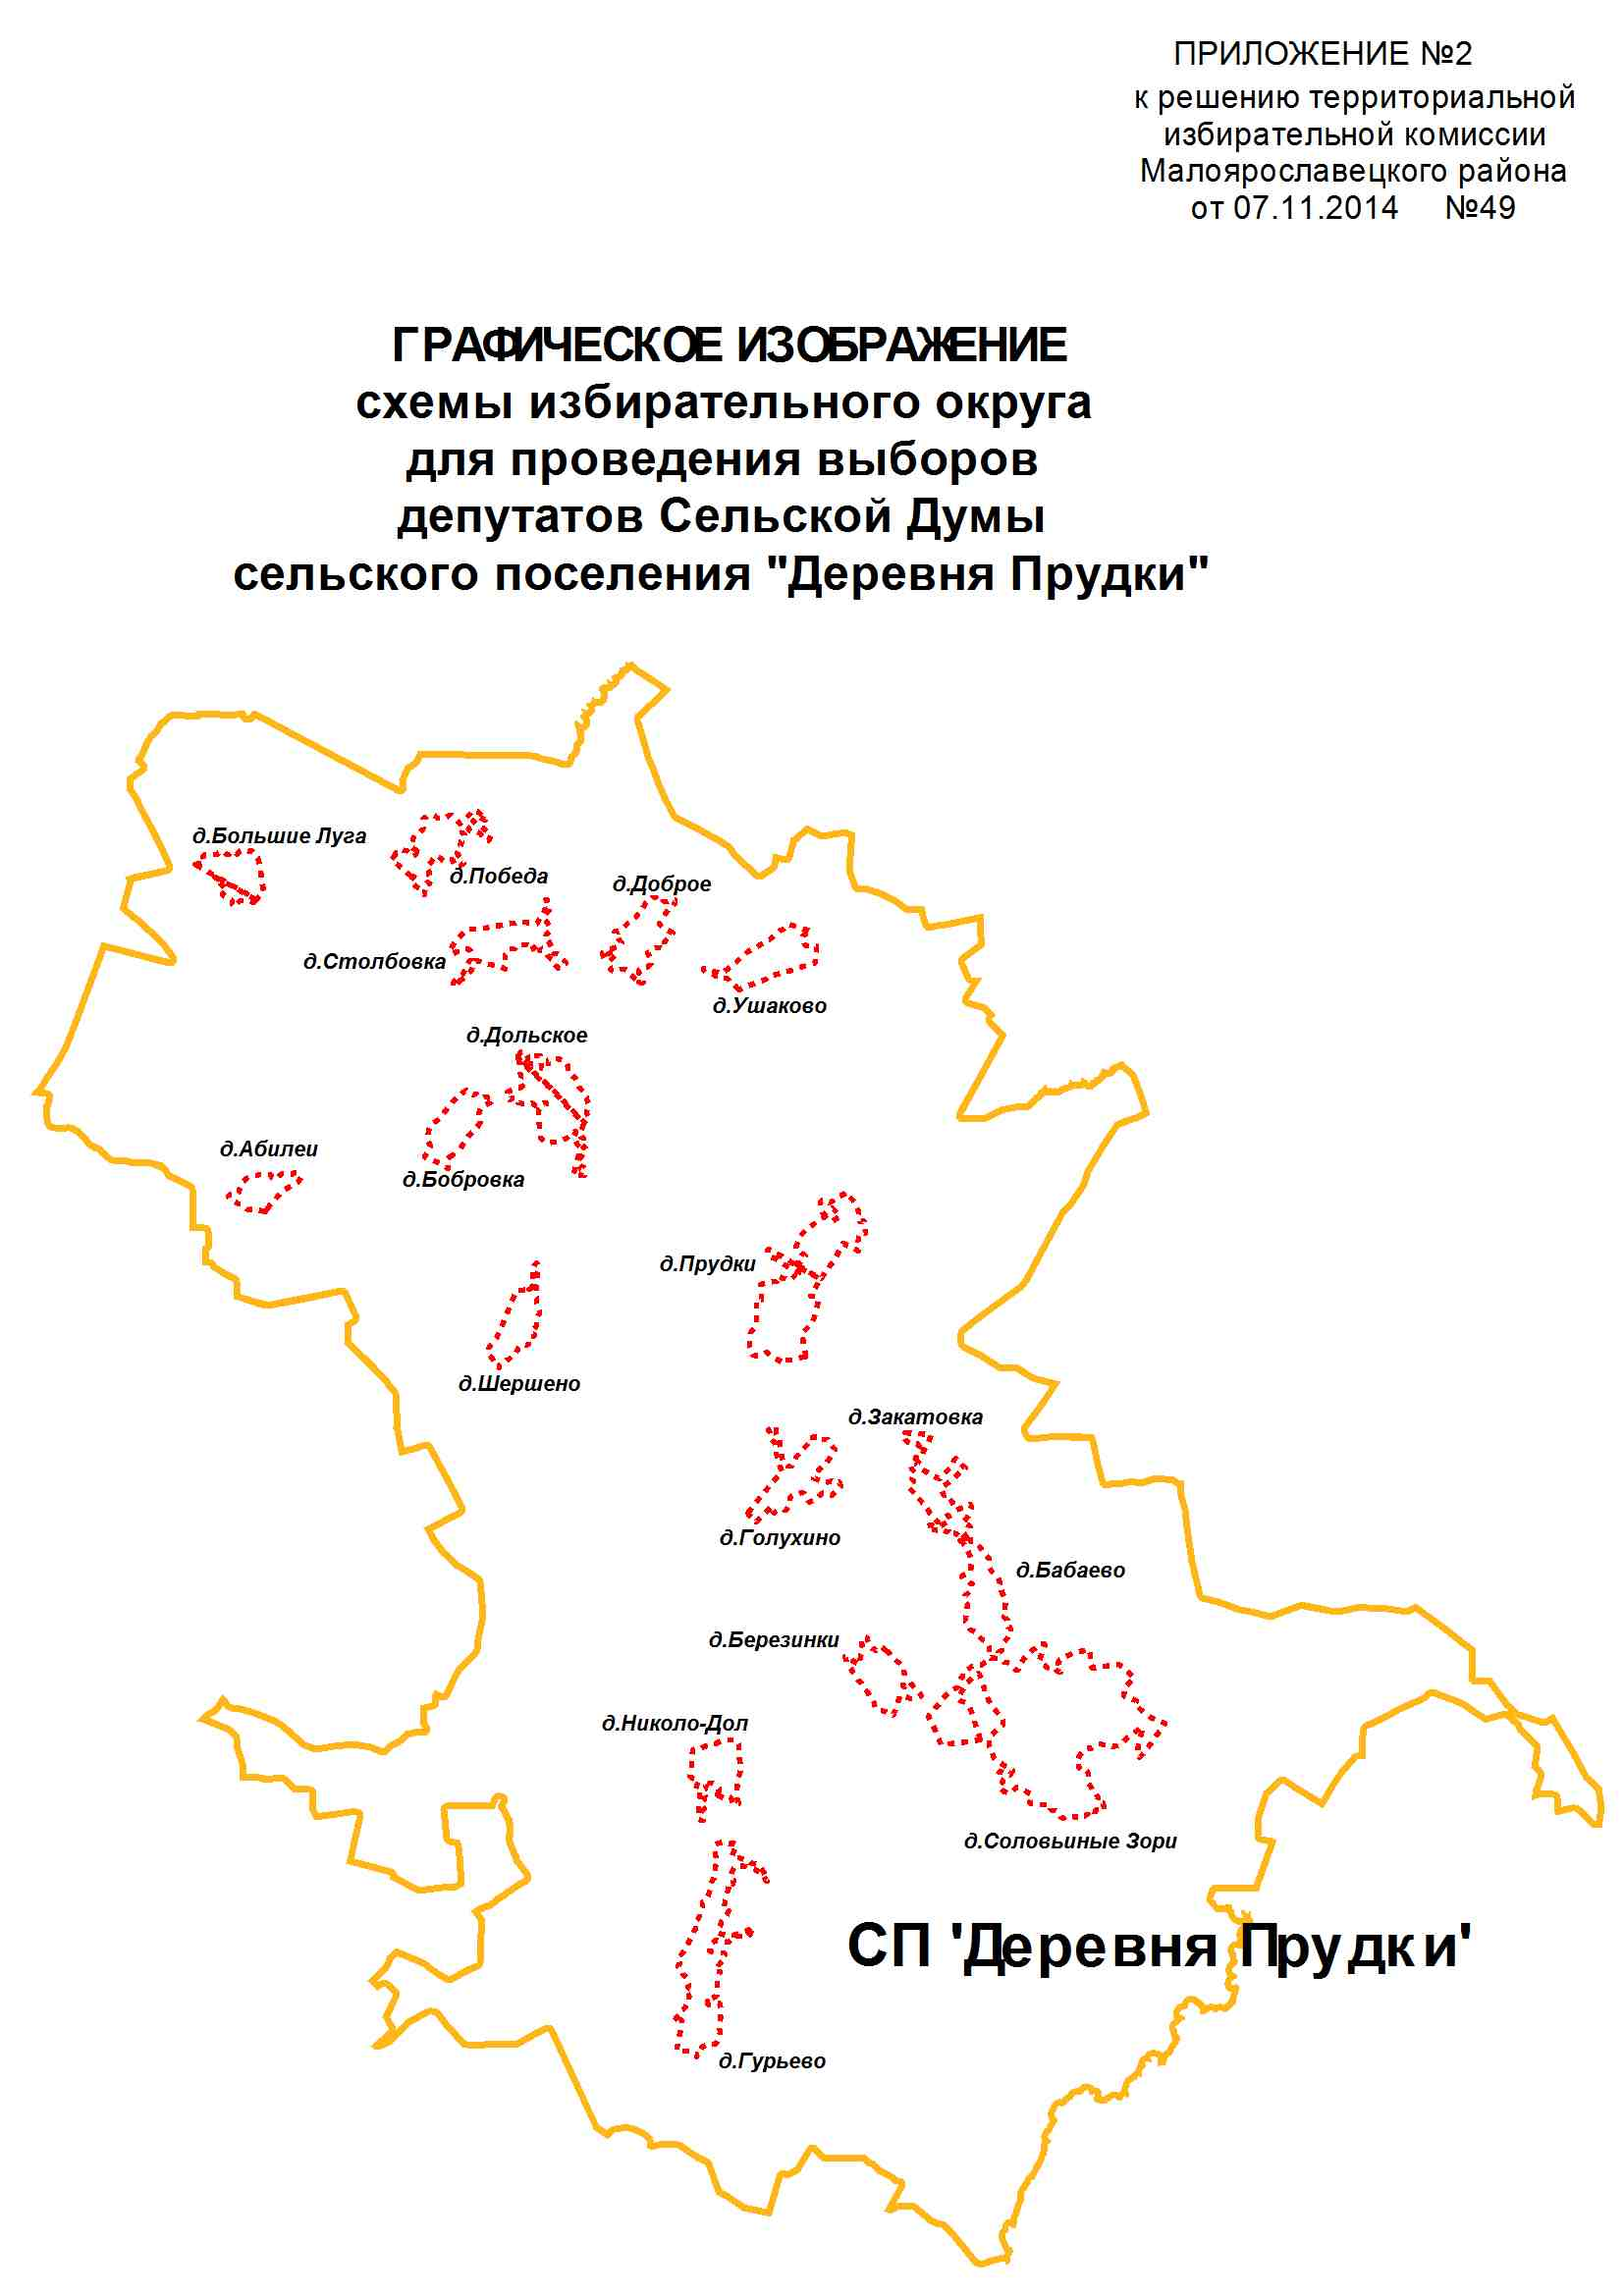 ПРИЛОЖЕНИЕ №2
к решению территориальной
избирательной комиссии
Малоярославецкого района
от 07.11.2014 №49
ГРАФИЧЕСКОЕ ИЗОБРАЖЕНИЕ
схемы избирательного округа
для проведения выборов
депутатов Сельской Думы
сельского поселения "Деревня Прудки"
д.Большие Луга
д.Победа
д.Доброе
д.Столбовка
д.Ушаково
д.Дольское
д.Абилеи
д.Бобровка
д.Прудки
д.Шершено
д.Закатовка
д.Голухино
д.Бабаево
д.Березинки
д.Николо-Дол
д.Соловьиные Зори
СП 'Деревня Прудки'
д.Гурьево